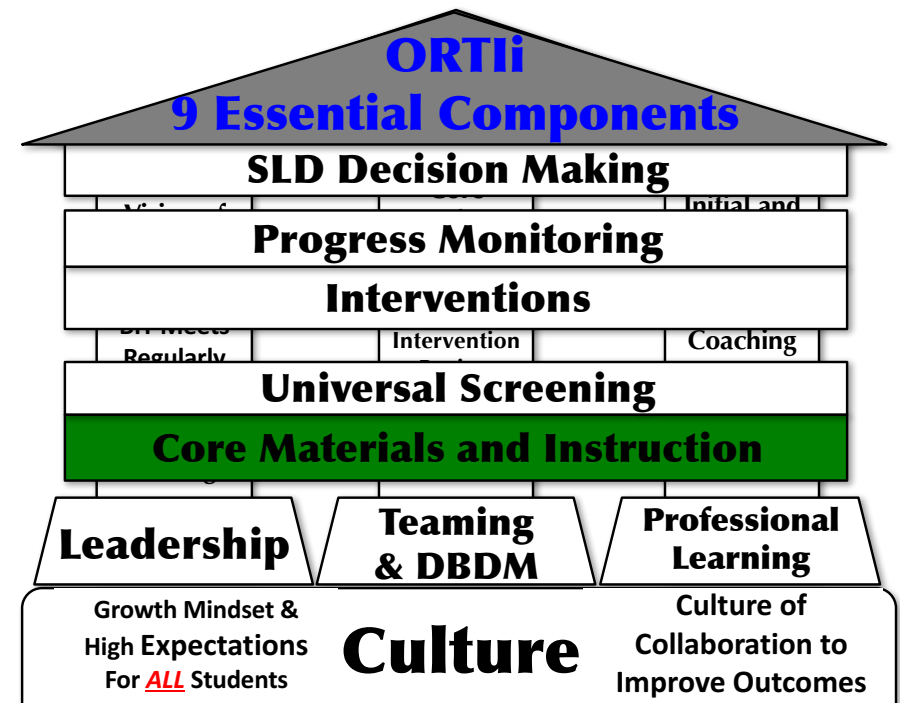 ORTIi
9 Essential Components
SLD Decision Making
Initial and
Progress Monitoring
Interventions
Regularly
Intervention
Coaching
Universal Screening
Core Materials and Instruction
Leadership
Teaming
& DBDM
Professional
Learning
Growth Mindset &
High Expectations
For ALL Students
Culture
Culture of
Collaboration to
Improve Outcomes